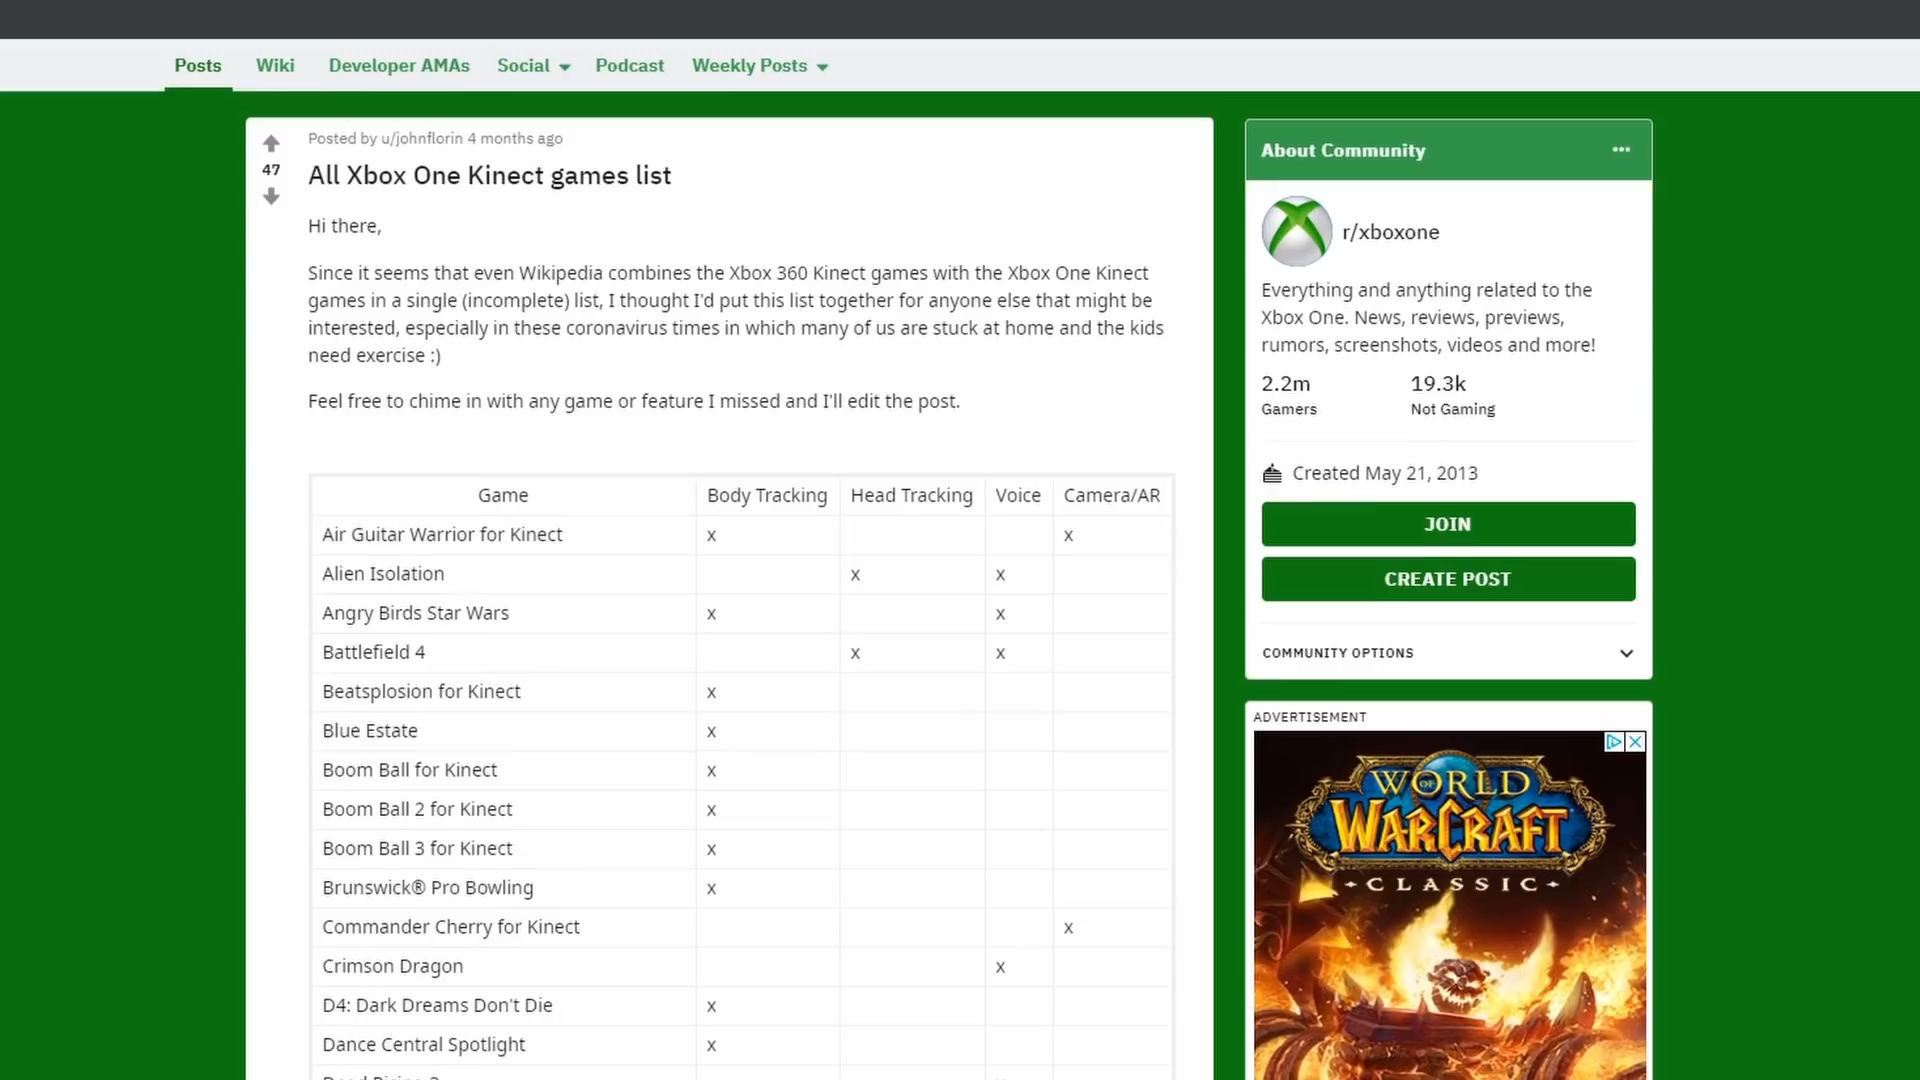 Posts Wiki Developer AMAs Social Podcast Weekly Posts
Posted by u/johnflorin 4 months ago
47
All Xbox One Kinect games list
Hi there,
Since it seems that even Wikipedia combines the Xbox 360 Kinect games with the Xbox One Kinect
games in a single (incomplete) list, I thought I'd put this list together for anyone else that might be
interested, especially in these coronavirus times in which many of us are stuck at home and the kids
need exercise :)
Feel free to chime in with any game or feature I missed and I'll edit the post.
Game Body Tracking Head Tracking Voice Camera/AR
Air Guitar Warrior for Kinect x x
Alien Isolation x x
Angry Birds Star Wars x x
Battlefield 4 x x
Beatsplosion for Kinect x
Blue Estate x
Boom Ball for Kinect x
Boom Ball 2 for Kinect x
Boom Ball 3 for Kinect x
Brunswick® Pro Bowling x
Commander Cherry for Kinect x
Crimson Dragon x
D4: Dark Dreams Don't Die x
Dance Central Spotlight x
About Community
r/xboxone
Everything and anything related to the
Xbox One. News, reviews, previews,
rumors, screenshots, videos and more!
2.2m 19.3k
Gamers Not Gaming
Created May 21, 2013
JOIN
CREATE POST
COMMUNITY OPTIONS
ADVERTISEMENT
WORLD
OF
WARCRAFT
CLASSIC